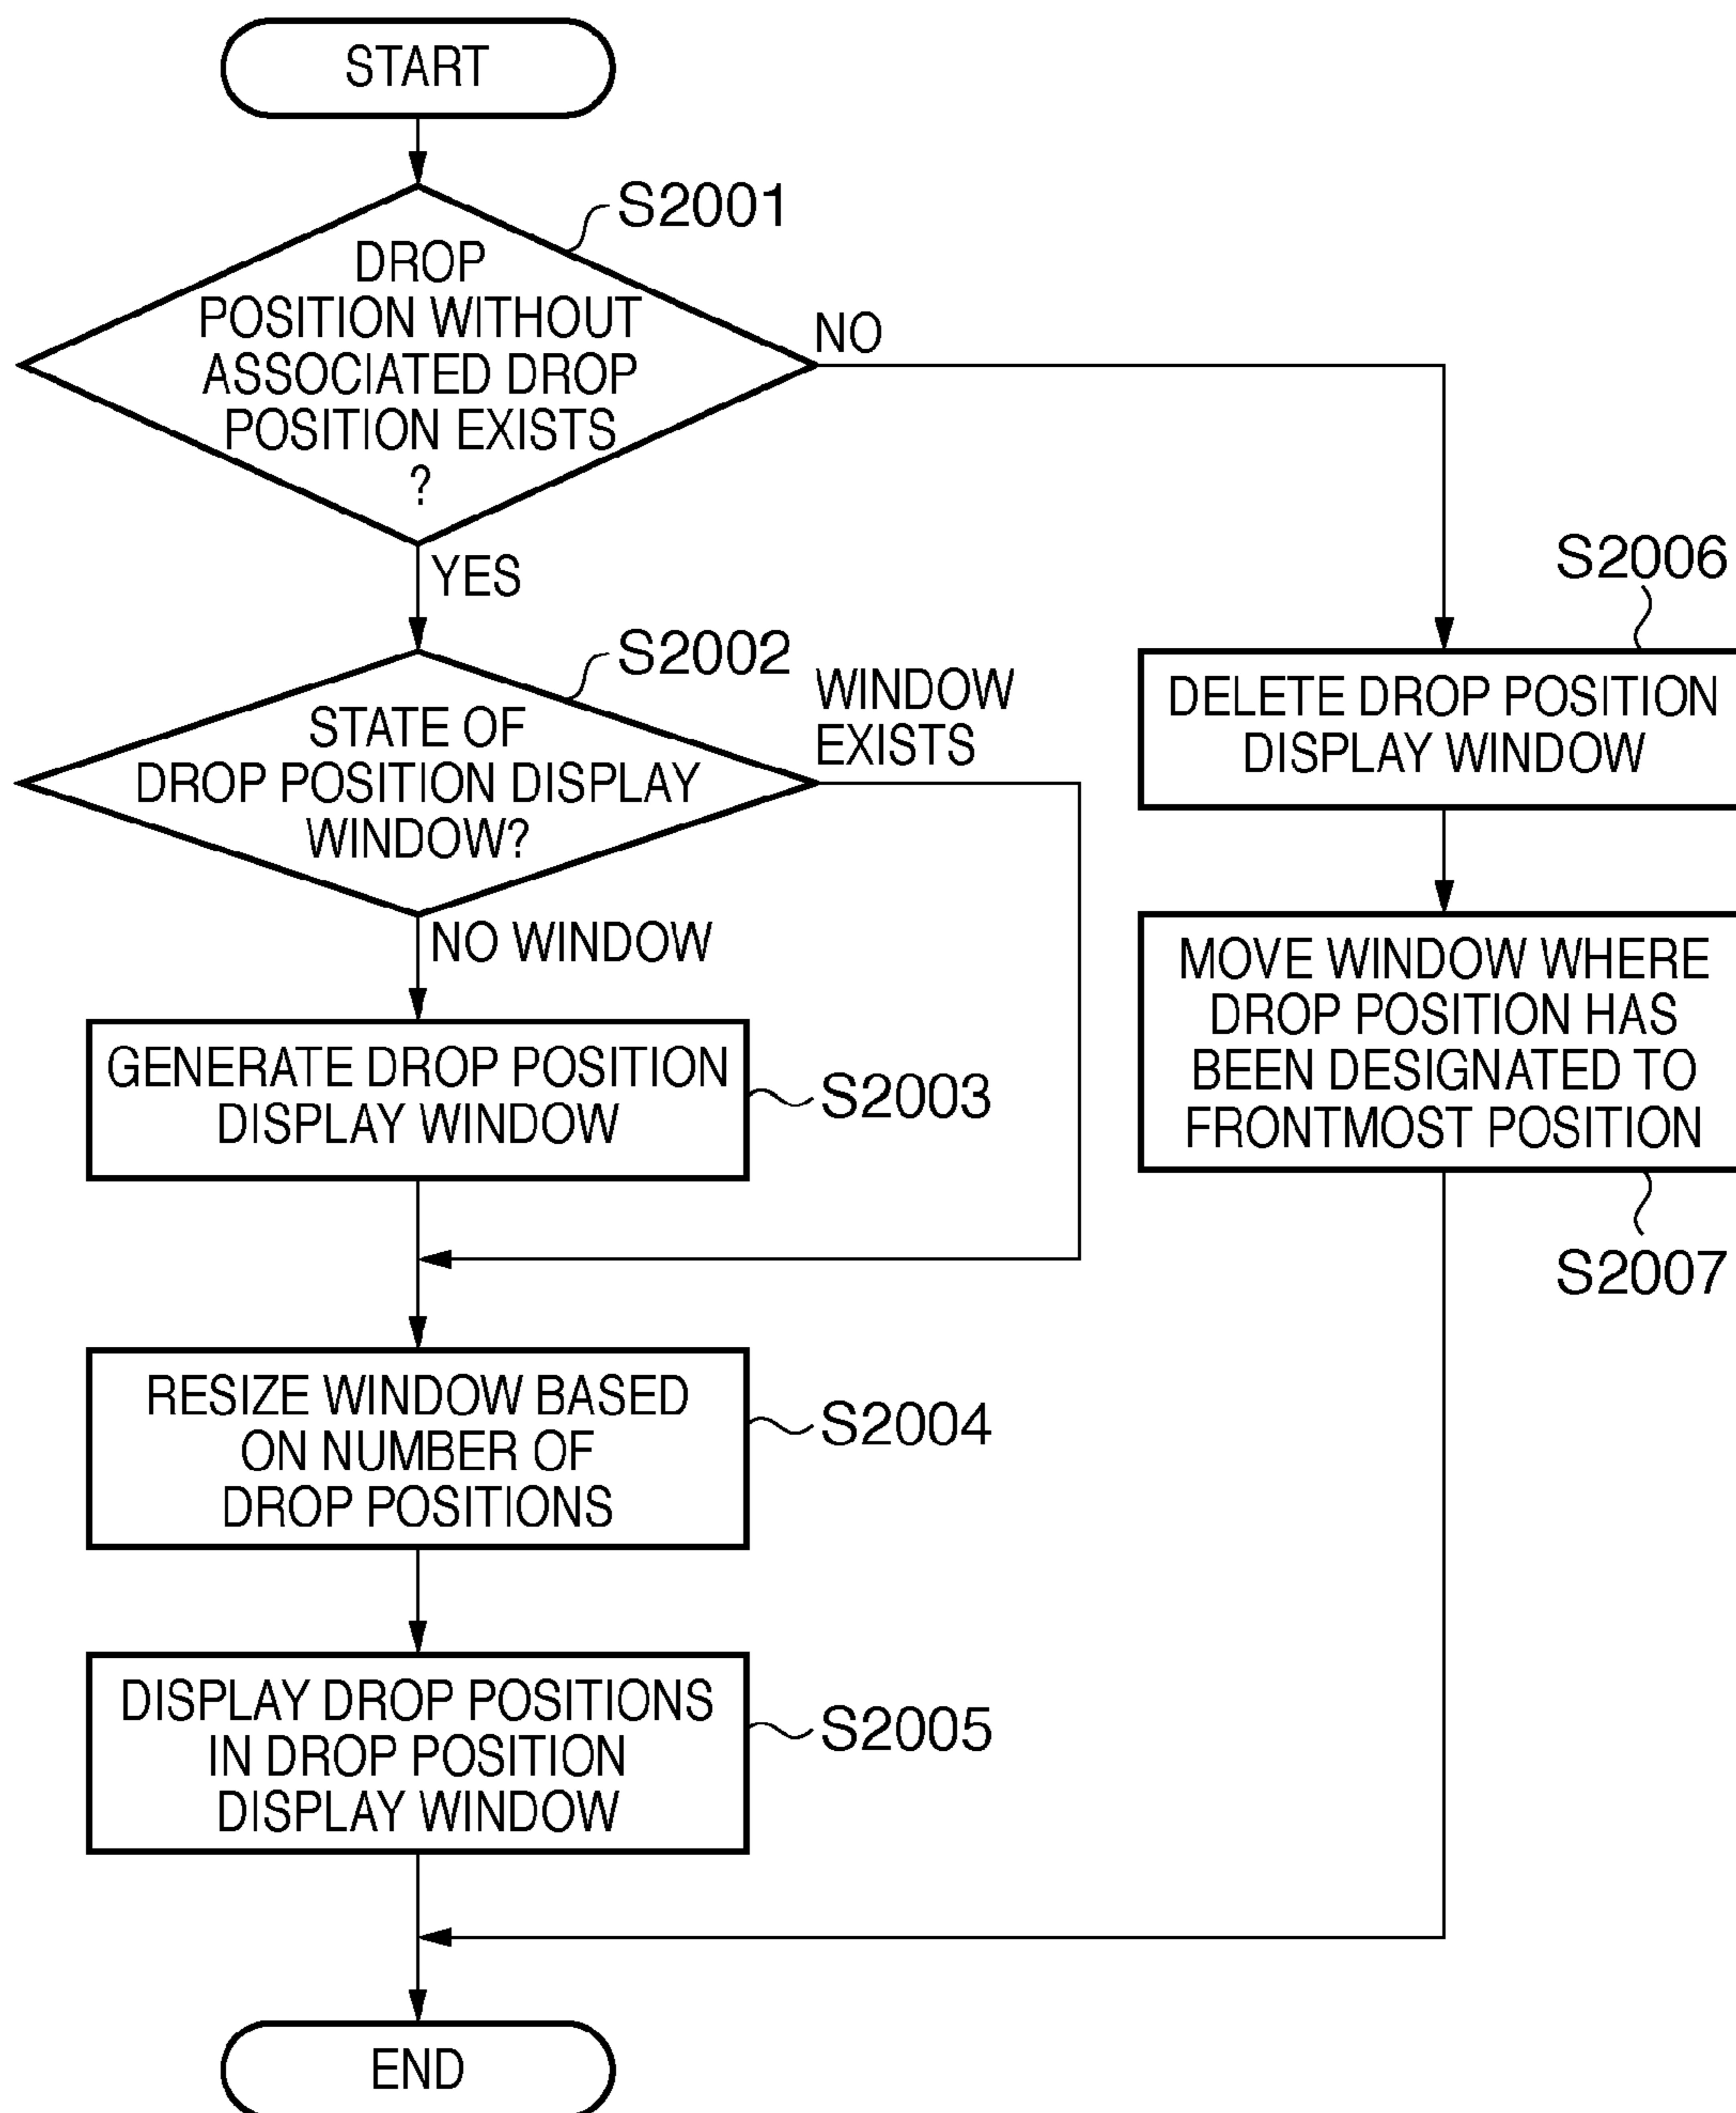 START
S2001
DROP
POSITION WITHOUT
ASSOCIATED DROP
POSITION EXISTS
?
NO
YES
S2002
STATE OF
DROP POSITION DISPLAY
WINDOW?
WINDOW
EXISTS
NO WINDOW
GENERATE DROP POSITION
DISPLAY WINDOW
S2003
RESIZE WINDOW BASED
ON NUMBER OF
DROP POSITIONS
S2004
DISPLAY DROP POSITIONS
IN DROP POSITION
DISPLAY WINDOW
S2005
S2006
DELETE DROP POSITION
DISPLAY WINDOW
MOVE WINDOW WHERE
DROP POSITION HAS
BEEN DESIGNATED TO
FRONTMOST POSITION
S2007
END